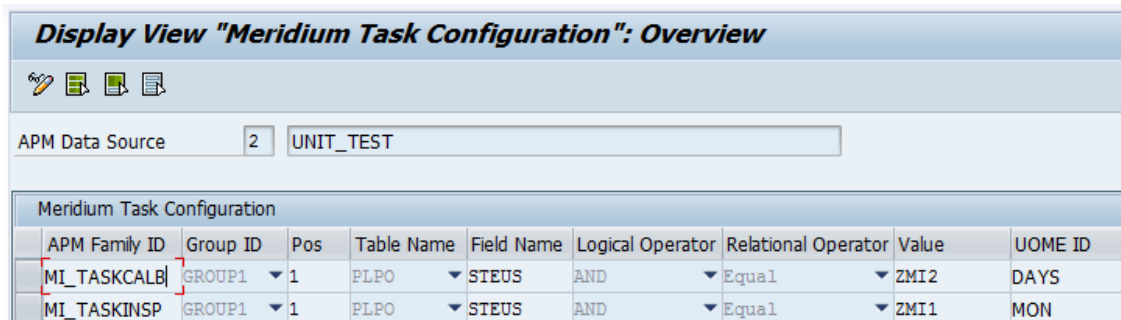 Display View "Meridium Task Configuration": Overview
APM Data Source 2 UNIT_TEST
Meridium Task Configuration
APM Family ID Group ID Pos Table Name Field Name Logical Operator Relational Operator Value UOME ID
MI_TASKCALB GROUP1 1 PLPO STEUS AND Equal ZMI2 DAYS
MI_TASKINSP GROUP1 1 PLPO STEUS AND Equal ZMI1 MON